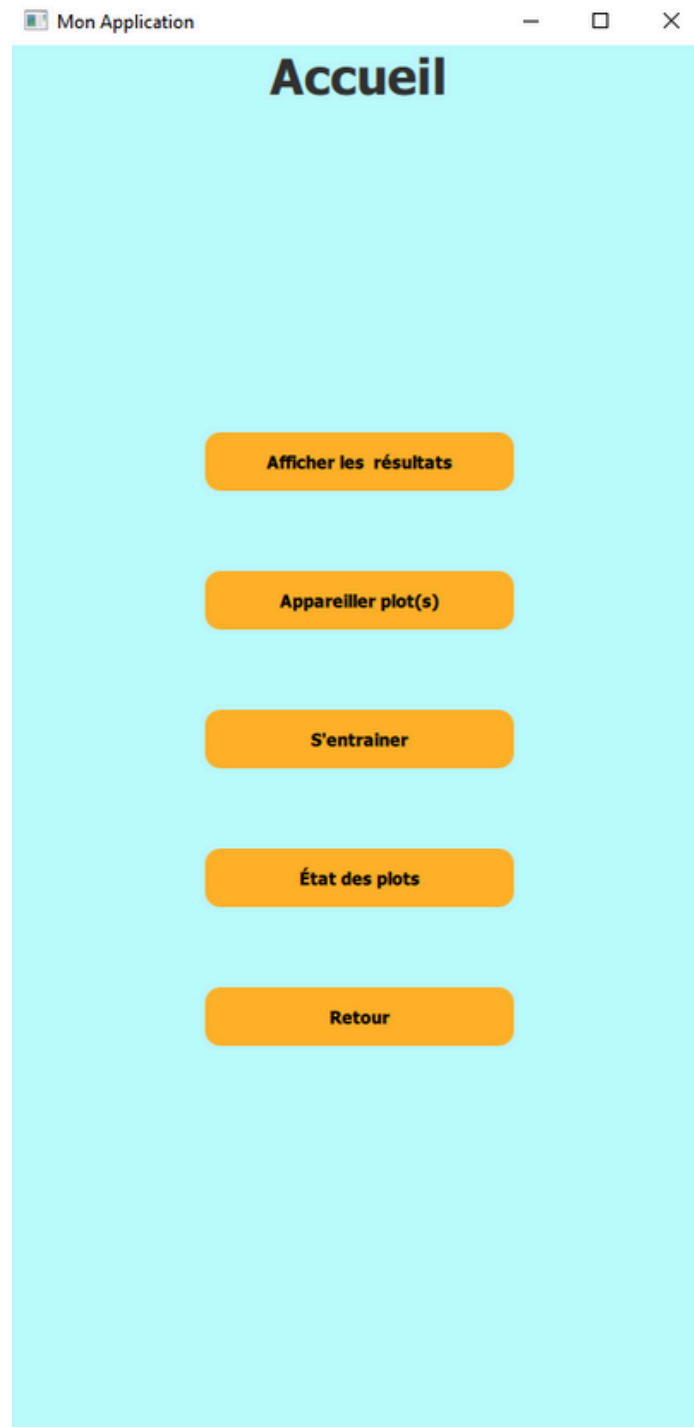 Mon Application
Accueil
Afficher les  résultats
Appareiller plot(s)
S'entrainer
État des plots
Retour